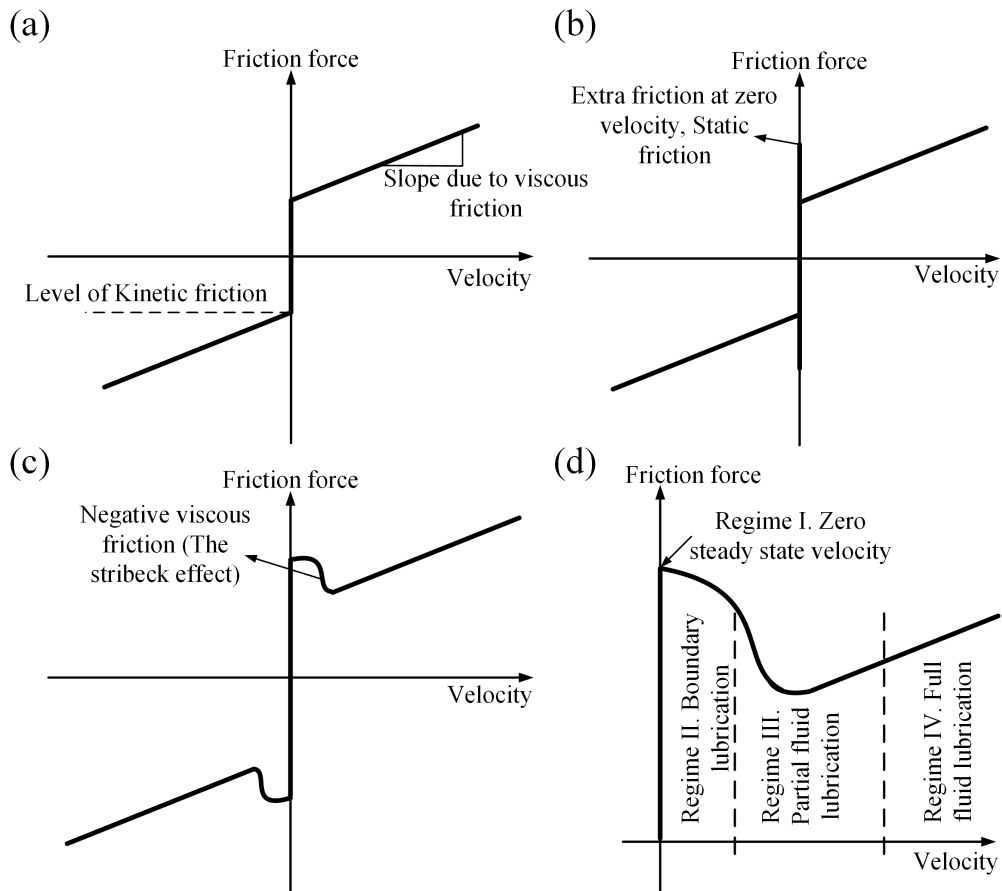 (a)
Friction force
Slope due to viscous
friction
Velocity
Level of Kinetic friction
(b)
Friction force
Extra friction at zero
velocity, Static
friction
Velocity
(c)
Friction force
Negative viscous
friction (The
stribeck effect)
Velocity
(d)
Friction force
Regime I. Zero
steady state velocity
Regime II. Boundary
lubrication
Regime III.
Partial fluid
lubrication
Regime IV. Full
fluid lubrication
Velocity